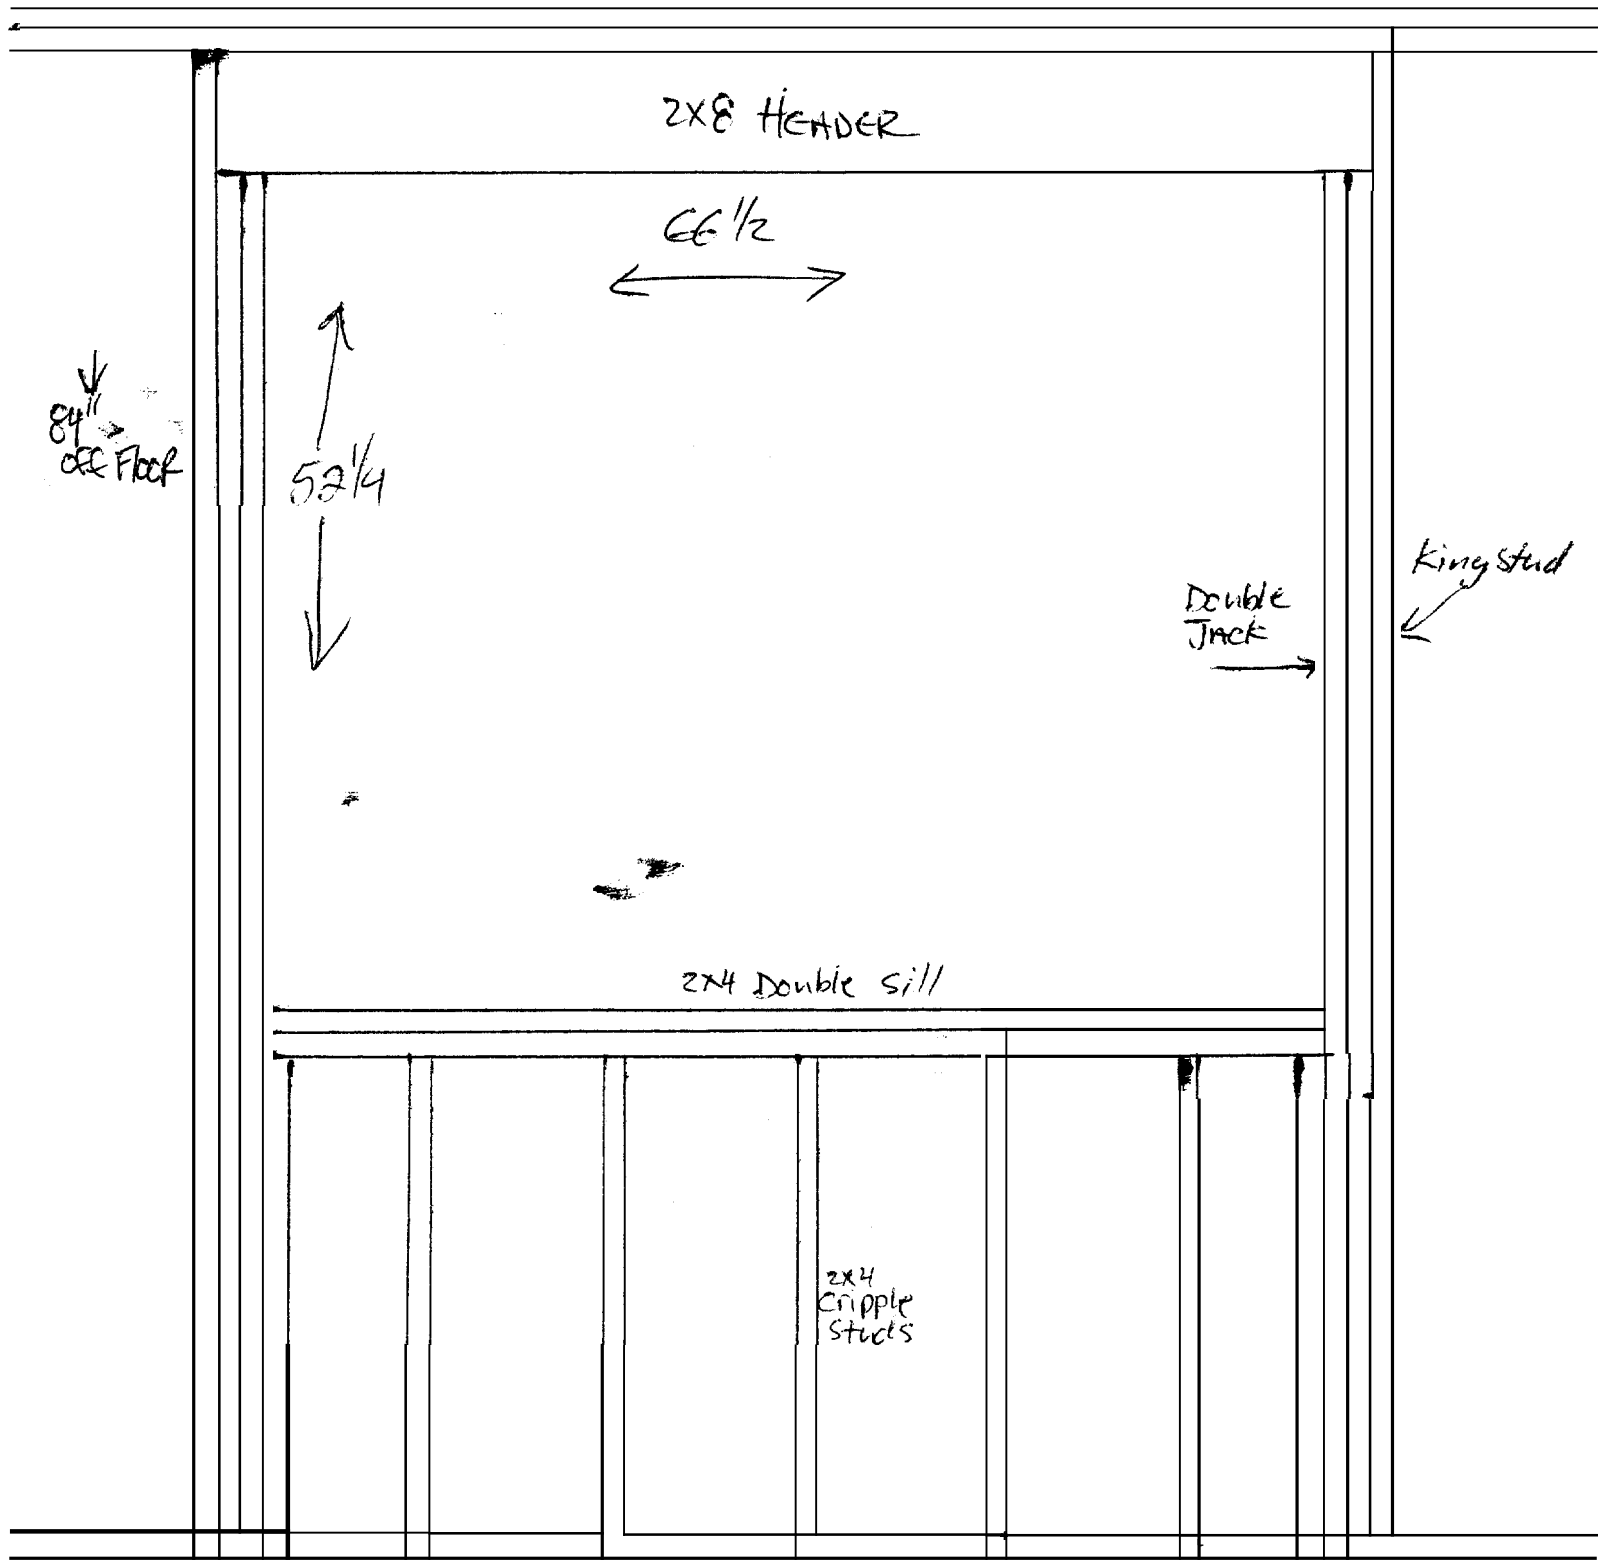 2X8 HEADER
66 1/2
84"
OFF Floor
52 1/4
King stud
Double
JACK
2X4 Double Sill
2X4
Cripple
Studs